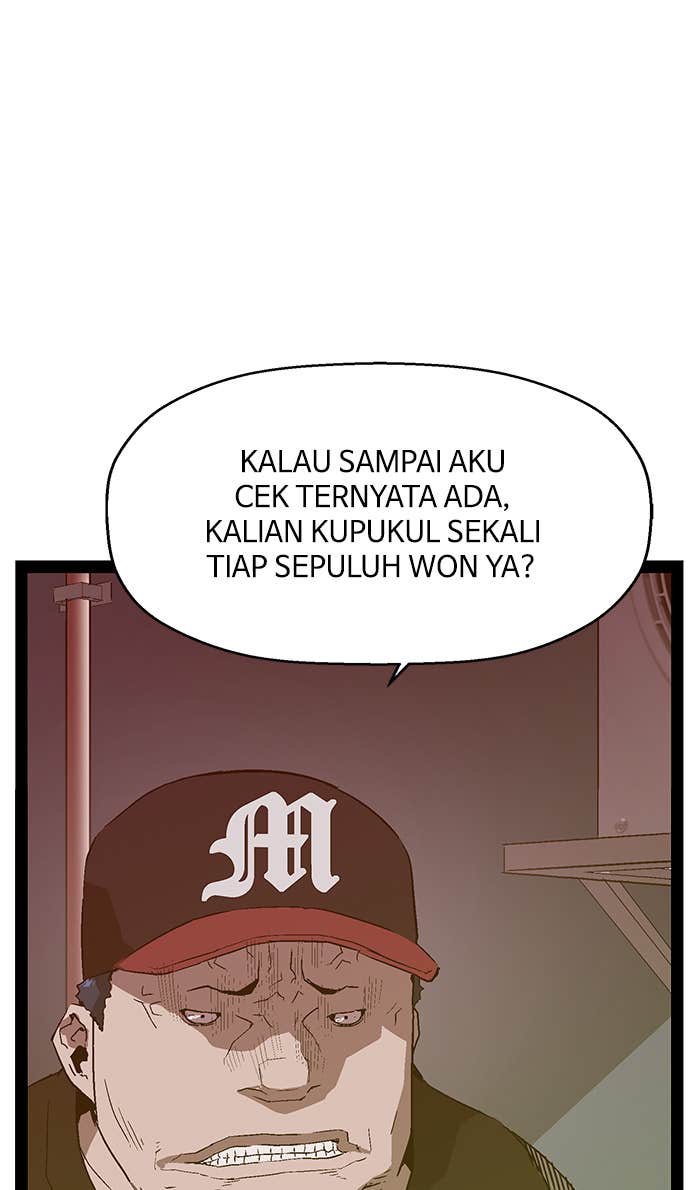 KALAU SAMPAI AKU
CEK TERNYATA ADA,
KALIAN KUPUKUL SEKALI
TIAP SEPULUH WON YA?
M